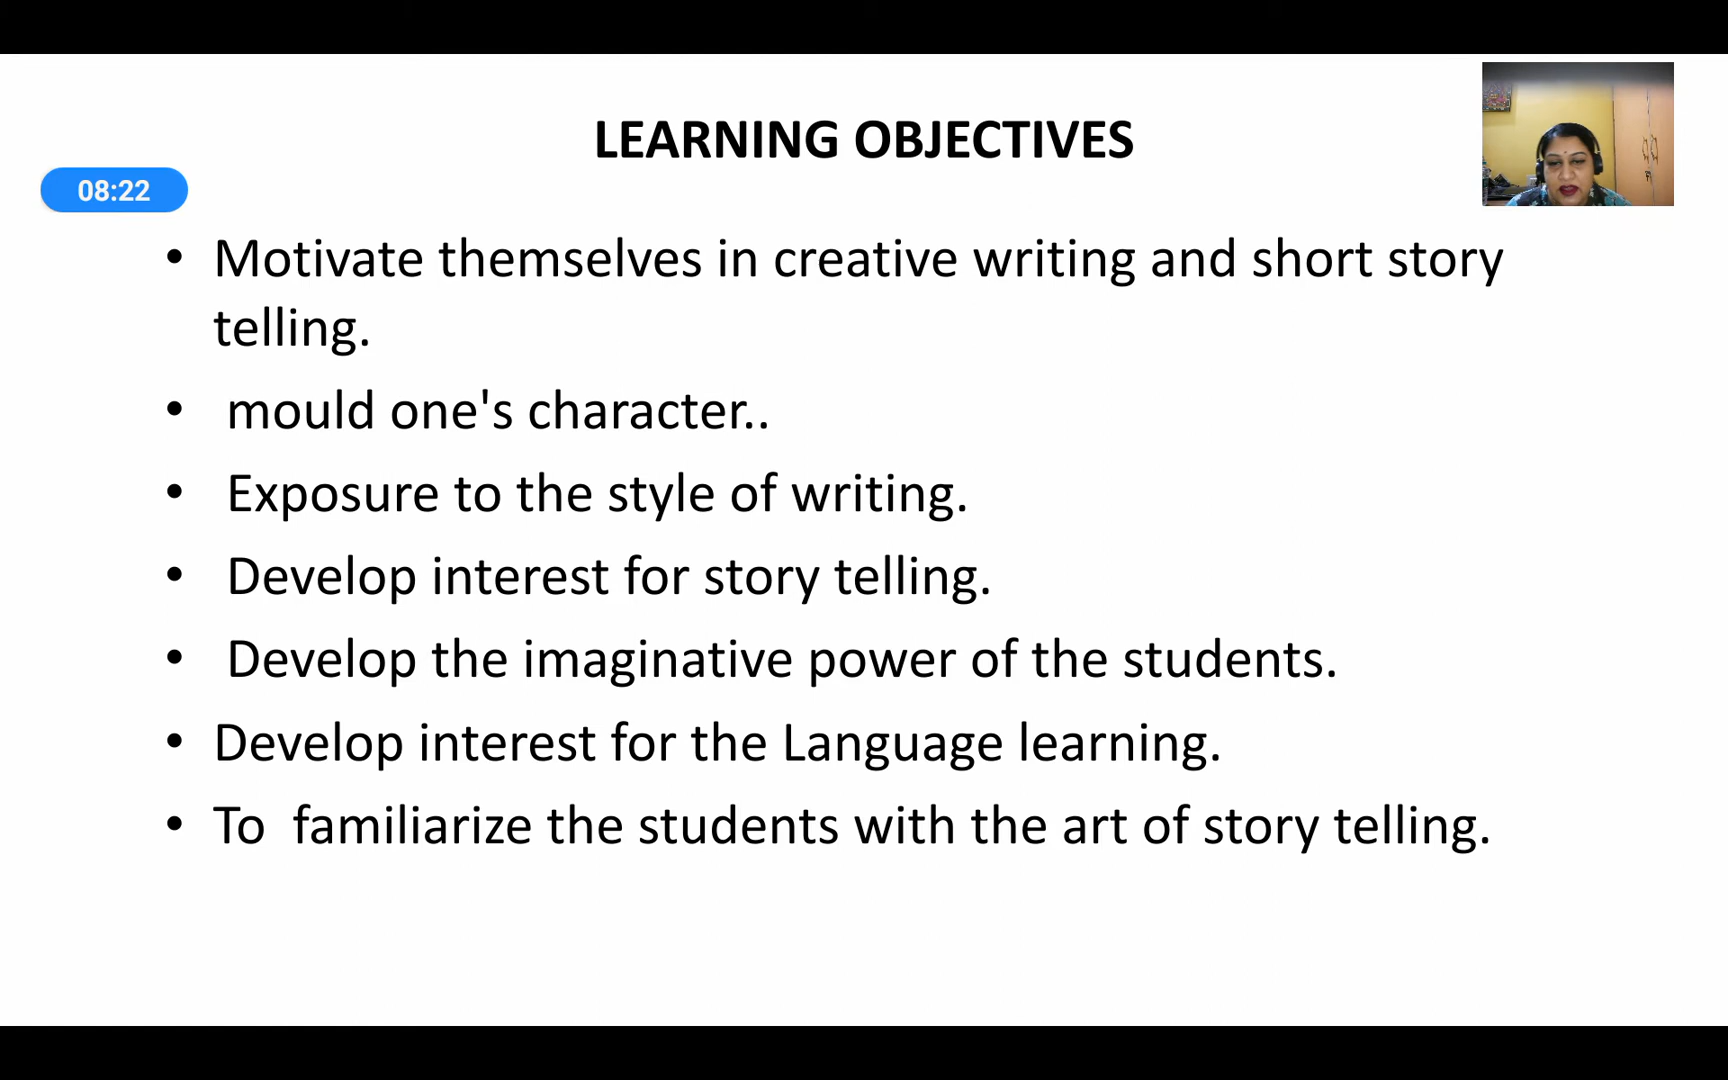 LEARNING OBJECTIVES
08:22
• Motivate themselves in creative writing and short story
telling.
• mould one's character..
• Exposure to the style of writing.
• Develop interest for story telling.
• Develop the imaginative power of the students.
• Develop interest for the Language learning.
• To  familiarize the students with the art of story telling.